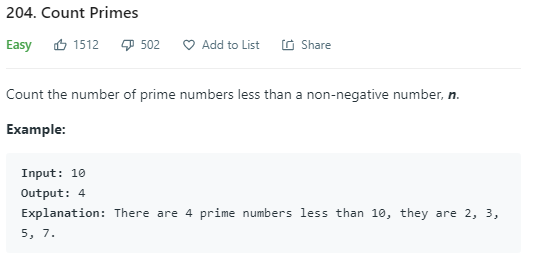 204. Count Primes
Easy 1512 502 Add to List Share
Count the number of prime numbers less than a non-negative number, n.
Example:
Input: 10
Output: 4
Explanation: There are 4 prime numbers less than 10, they are 2, 3,
5, 7.